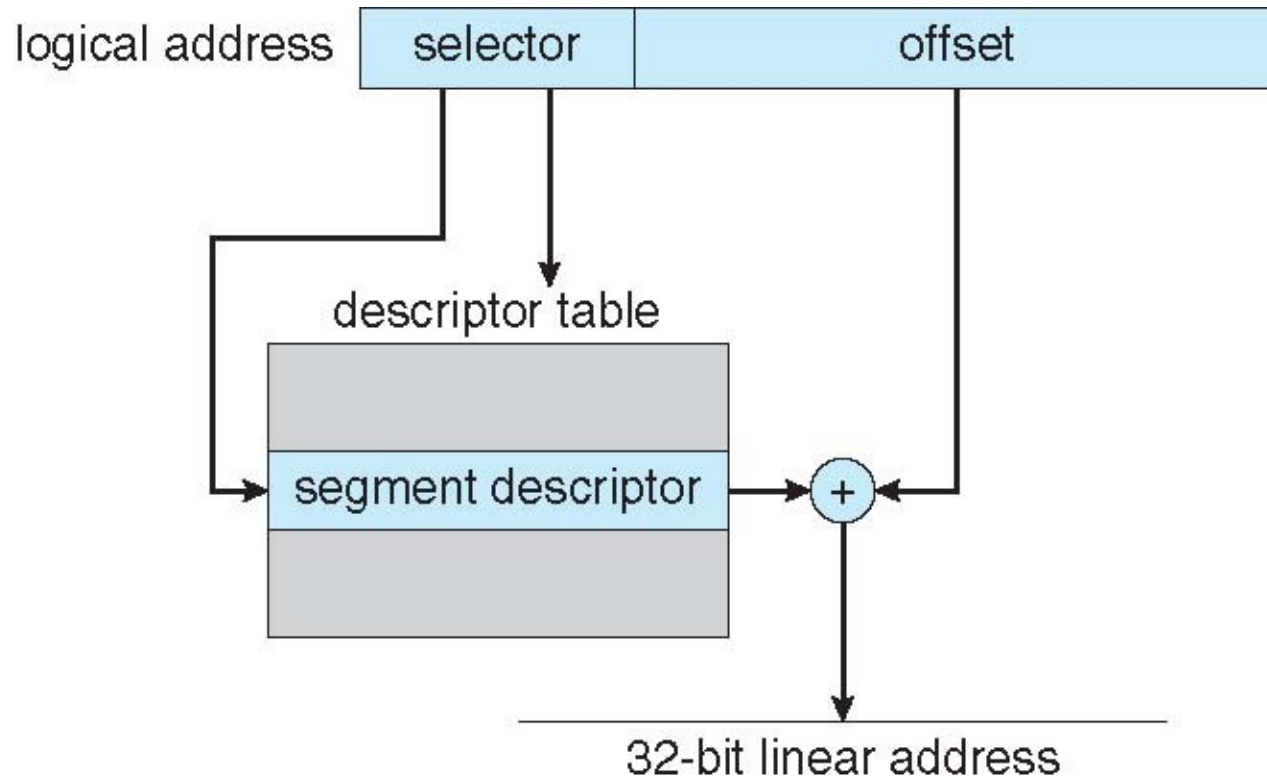 logical address selector offset
descriptor table
segment descriptor +
32-bit linear address